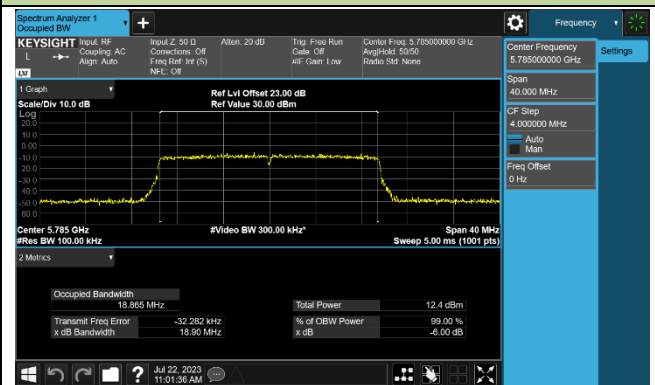 Spectrum Analyzer 1
Occupied BW
+
Frequency
KEYSIGHT
L
LXI
Input: RF
Coupling: AC
Align: Auto
Input Z: 50 Ω
Corrections: Off
Freq Ref: Int (S)
NFE: Off
Atten: 20 dB
Trig: Free Run
Gate: Off
#IF Gain: Low
Center Freq: 5.785000000 GHz
Avg|Hold: 50/50
Radio Std: None
Center Frequency
5.785000000 GHz
Settings
Span
40.000 MHz
CF Step
4.000000 MHz
Auto
Man
Freq Offset
0 Hz
1 Graph
Scale/Div 10.0 dB
Ref Lvl Offset 23.00 dB
Ref Value 30.00 dBm
Log
20.0
10.0
0.00
-10.0
-20.0
-30.0
-40.0
-50.0
60.0
Center 5.785 GHz
#Res BW 100.00 kHz
#Video BW 300.00 kHz*
Span 40 MHz
Sweep 5.00 ms (1001 pts)
2 Metrics
Occupied Bandwidth
18.865 MHz
Total Power 12.4 dBm
Transmit Freq Error -32.282 kHz
% of OBW Power 99.00 %
x dB Bandwidth 18.90 MHz
x dB -6.00 dB
?
Jul 22, 2023
11:01:36 AM